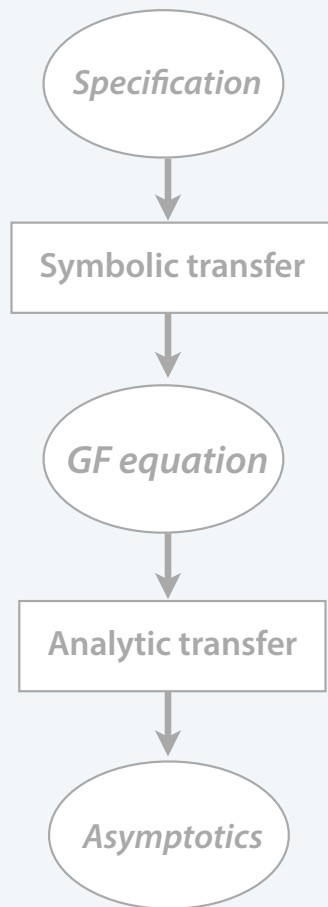 Specification
Symbolic transfer
GF equation
Analytic transfer
Asymptotics